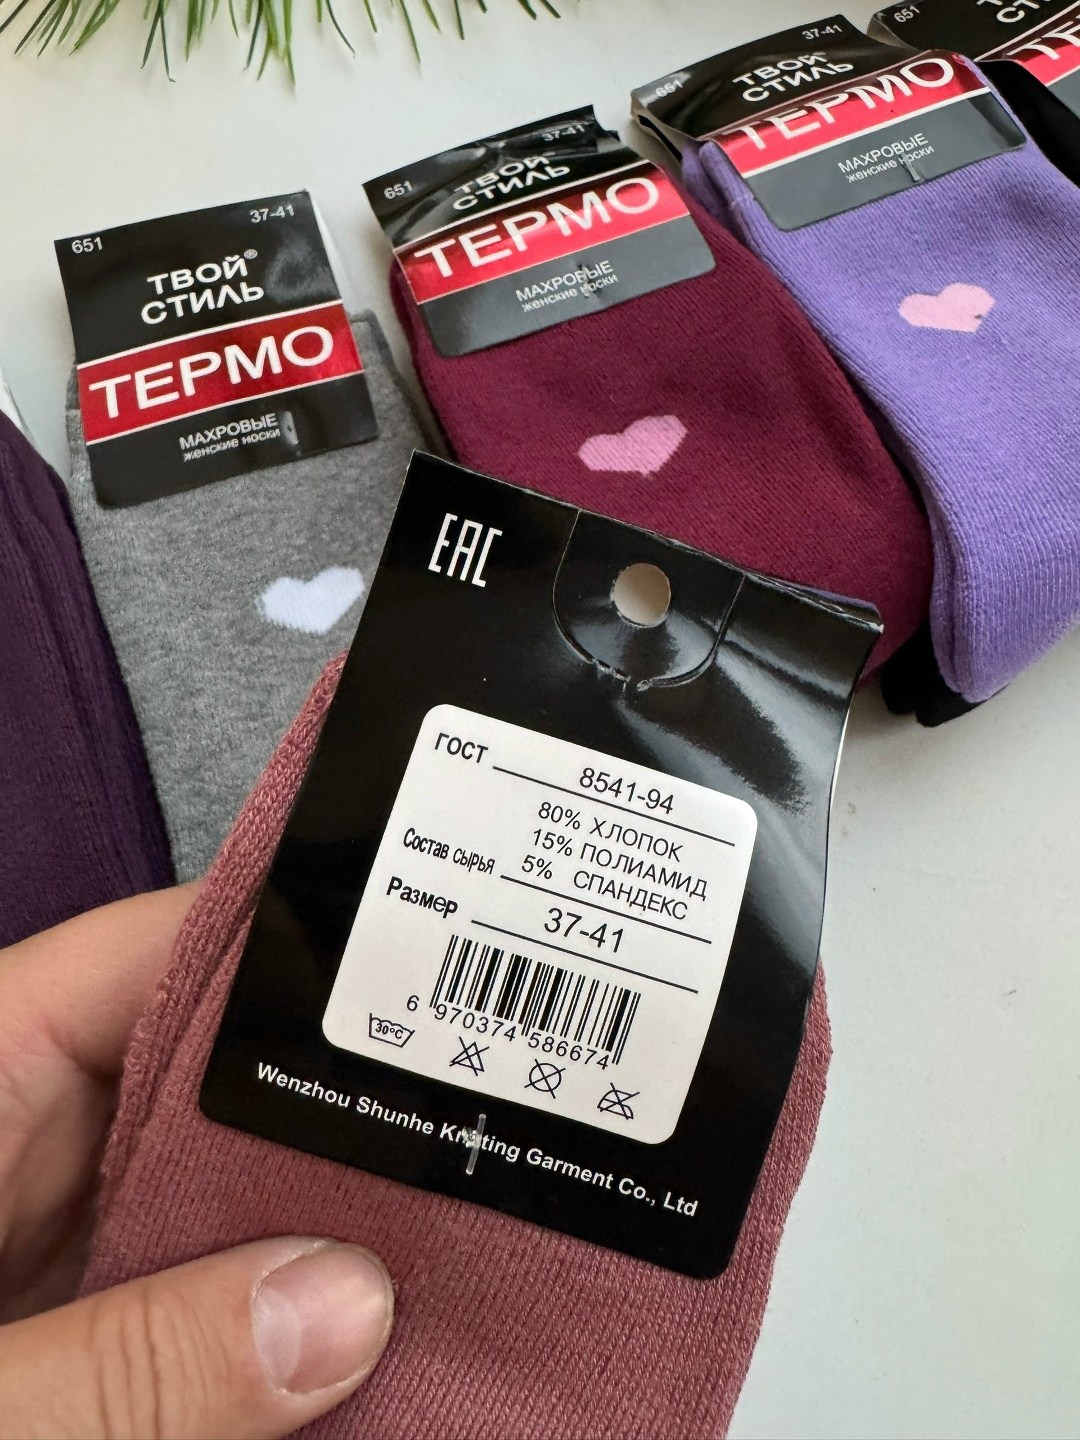 651
37-41
ТВОЙ®
СТИЛЬ
ТЕРМО
МАХРОВЫЕ
женские носки
651
37-41
ТВОЙ
СТИЛЬ
ТЕРМО
МАХРОВЫЕ
женские носки
651
37-41
ТВОЙ
СТИЛЬ
ТЕРМО
МАХРОВЫЕ
женские носки
651
EAC
ГОСТ 8541-94
80% ХЛОПОК
15% ПОЛИАМИД
Состав сырья 5% СПАНДЕКС
Размер 37-41
6 970374 586674
30°C
Wenzhou Shunhe Knitting Garment Co., Ltd